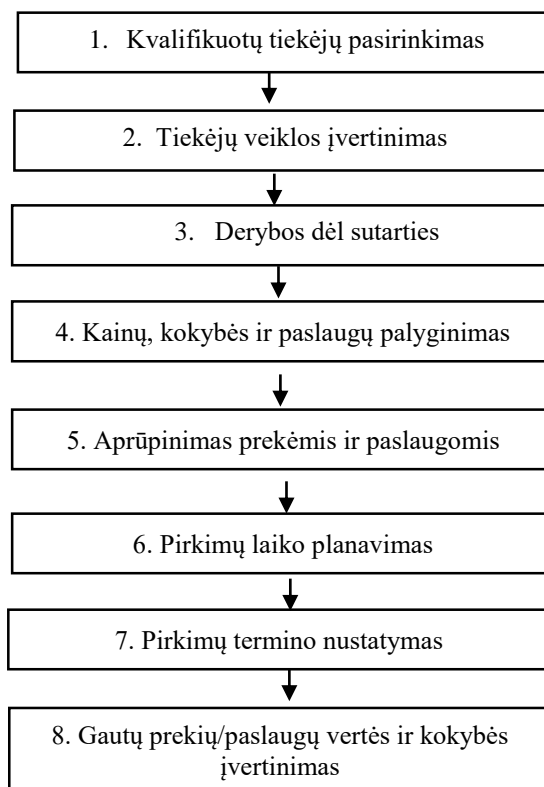 1. Kvalifikuotų tiekėjų pasirinkimas
2. Tiekėjų veiklos įvertinimas
3. Derybos dėl sutarties
4. Kainų, kokybės ir paslaugų palyginimas
5. Aprūpinimas prekėmis ir paslaugomis
6. Pirkimų laiko planavimas
7. Pirkimų termino nustatymas
8. Gautų prekių/paslaugų vertės ir kokybės
įvertinimas